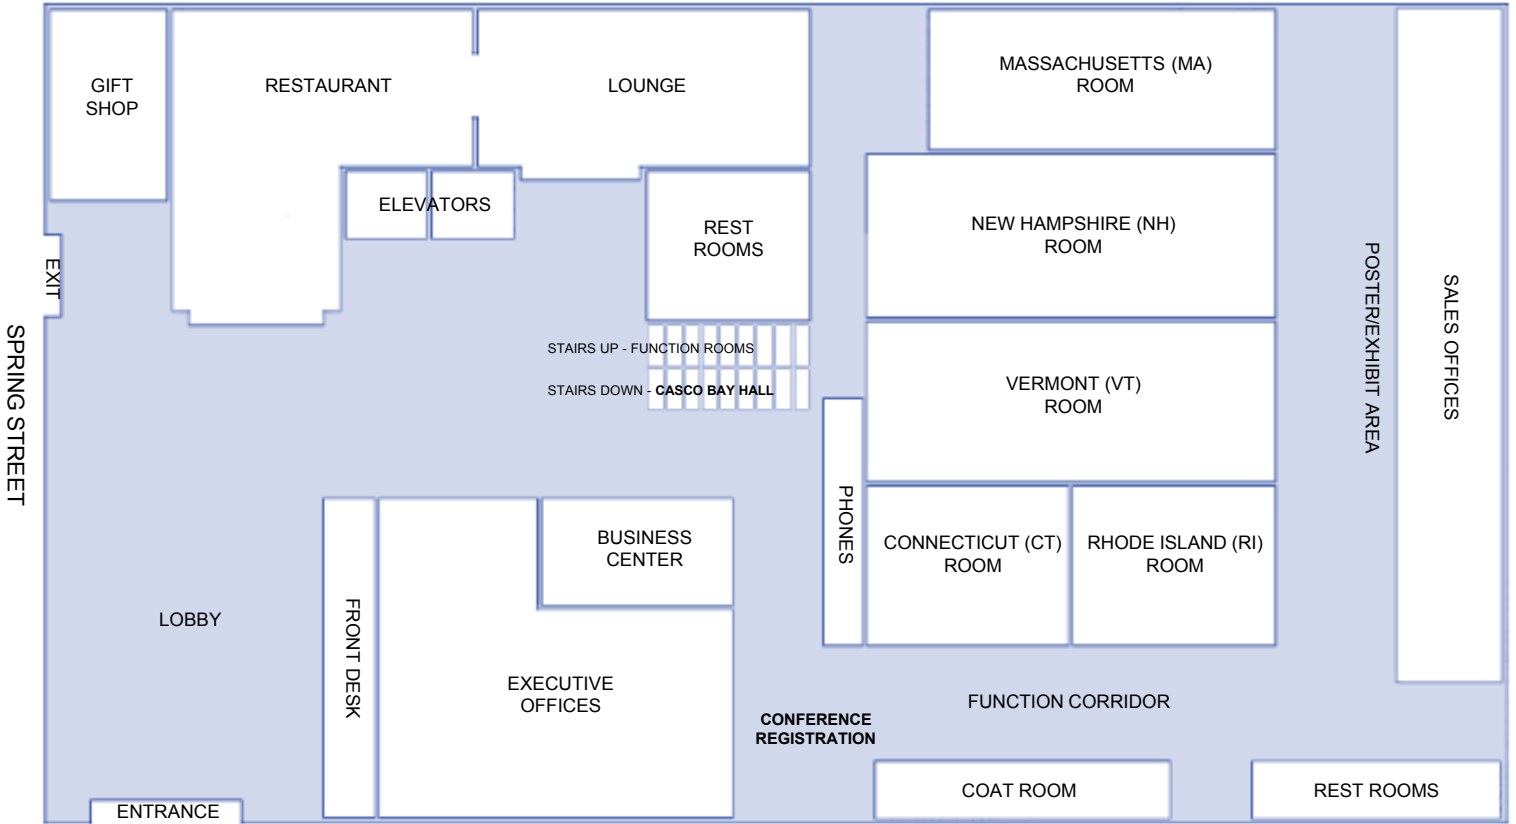 GIFT
SHOP
RESTAURANT
LOUNGE
MASSACHUSETTS (MA)
ROOM
ELEVATORS
REST
ROOMS
NEW HAMPSHIRE (NH)
ROOM
EXIT
SPRING STREET
STAIRS UP - FUNCTION ROOMS
STAIRS DOWN - CASCO BAY HALL
VERMONT (VT)
ROOM
POSTER/EXHIBIT AREA
SALES OFFICES
PHONES
BUSINESS
CENTER
CONNECTICUT (CT)
ROOM
RHODE ISLAND (RI)
ROOM
LOBBY
FRONT DESK
EXECUTIVE
OFFICES
CONFERENCE
REGISTRATION
FUNCTION CORRIDOR
ENTRANCE
COAT ROOM
REST ROOMS